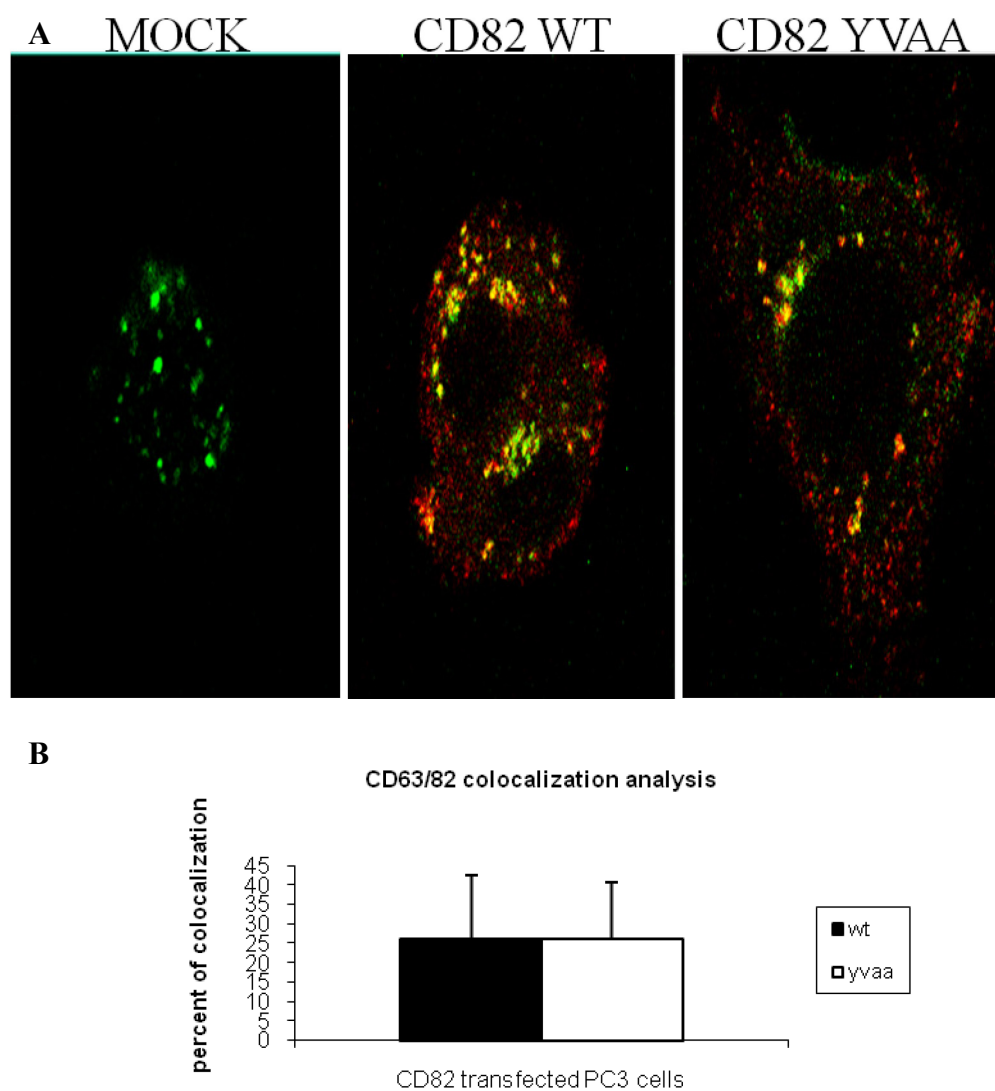 A
MOCK
CD82 WT
CD82 YVAA
B
CD63/82 colocalization analysis
percent of colocalization
45
40
35
30
25
20
15
10
5
0
wt
yvaa
CD82 transfected PC3 cells